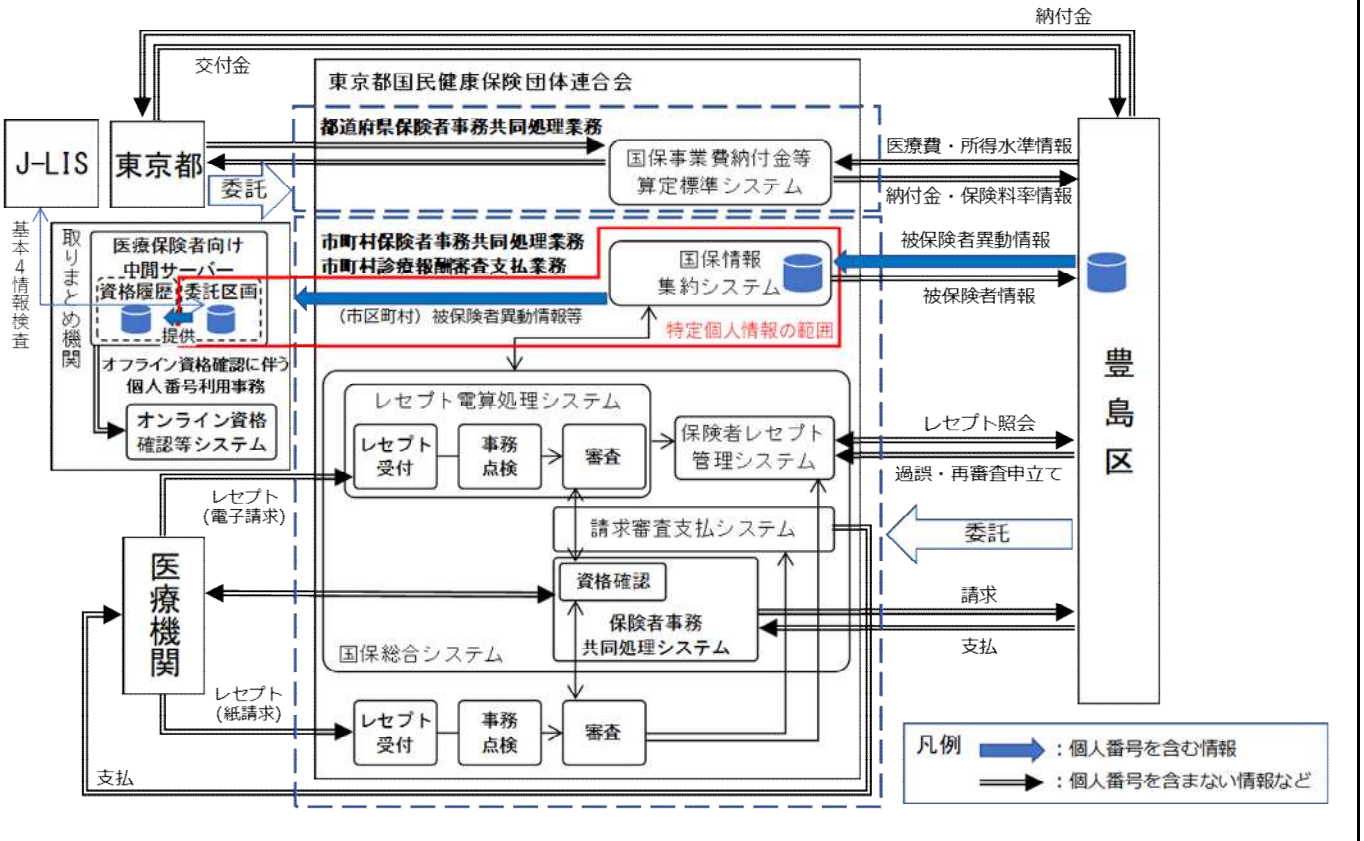 納付金
交付金
東京都国民健康保険団体連合会
都道府県保険者事務共同処理業務
J-LIS
東京都
委託
国保事業費納付金等
算定標準システム
医療費・所得水準情報
納付金・保険料率情報
基本4情報検査
取りまとめ機関
医療保険者向け
中間サーバー
資格履歴
委託区画
提供
市町村保険者事務共同処理業務
市町村診療報酬審査支払業務
国保情報
集約システム
被保険者異動情報
被保険者情報
(市区町村)被保険者異動情報等
特定個人情報の範囲
オフライン資格確認に伴う
個人番号利用事務
オンライン資格
確認等システム
豊島区
レセプト電算処理システム
レセプト
受付
事務
点検
審査
保険者レセプト
管理システム
レセプト照会
過誤・再審査申立て
レセプト
(電子請求)
請求審査支払システム
委託
医療機関
資格確認
保険者事務
共同処理システム
請求
支払
国保総合システム
レセプト
(紙請求)
レセプト
受付
事務
点検
審査
支払
凡例
:個人番号を含む情報
:個人番号を含まない情報など